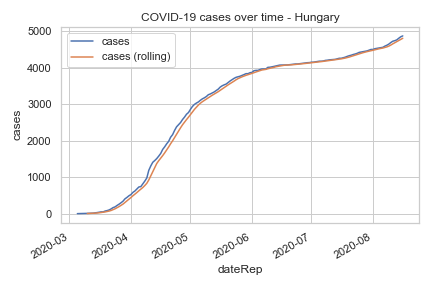 COVID-19 cases over time - Hungary
cases
cases (rolling)
5000
4000
3000
2000
1000
0
cases
2020-03
2020-04
2020-05
2020-06
2020-07
2020-08
dateRep